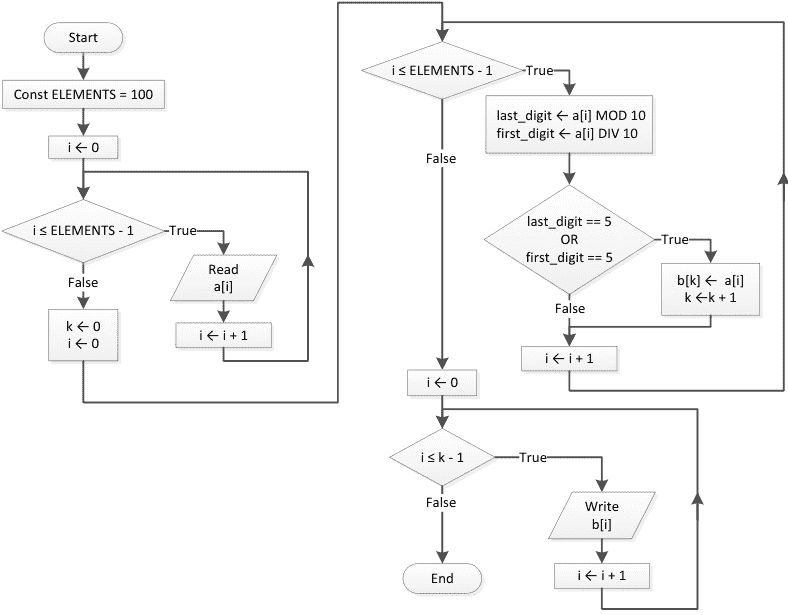 Start
Const ELEMENTS = 100
i ← 0
i ≤ ELEMENTS - 1
True
Read
a[i]
i ← i + 1
False
k ← 0
i ← 0
i ≤ ELEMENTS - 1
True
last_digit ← a[i] MOD 10
first_digit ← a[i] DIV 10
last_digit == 5
OR
first_digit == 5
True
b[k] ← a[i]
k ←k + 1
False
i ← i + 1
False
i ← 0
i ≤ k - 1
True
Write
b[i]
i ← i + 1
False
End